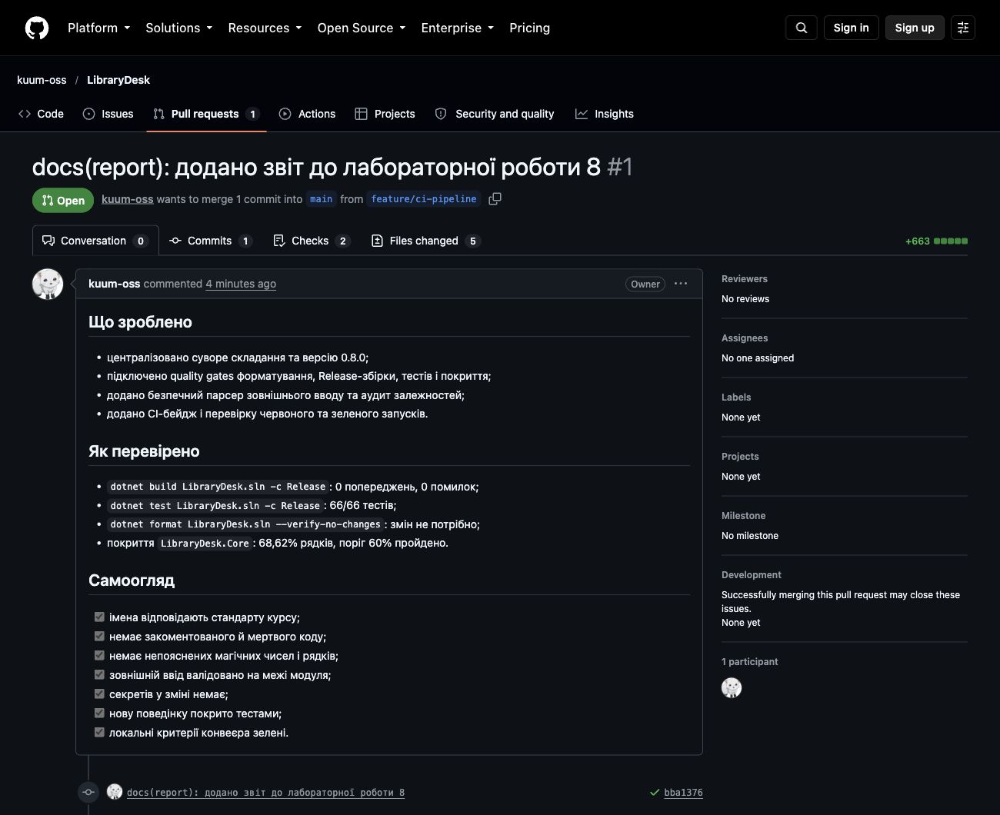 Platform Solutions Resources Open Source Enterprise Pricing Sign in Sign up
kuum-oss / LibraryDesk
Code Issues Pull requests 1 Actions Projects Security and quality Insights
docs(report): додано звіт до лабораторної роботи 8 #1
Open kuum-oss wants to merge 1 commit into main from feature/ci-pipeline
Conversation 0 Commits 1 Checks 2 Files changed 5 +663
kuum-oss commented 4 minutes ago Owner
Що зроблено
• централізовано суворе складання та версію 0.8.0;
• підключено quality gates форматування, Release-збірки, тестів і покриття;
• додано безпечний парсер зовнішнього вводу та аудит залежностей;
• додано CI-бейдж і перевірку червоного та зеленого запусків.
Як перевірено
• dotnet build LibraryDesk.sln -c Release: 0 попереджень, 0 помилок;
• dotnet test LibraryDesk.sln -c Release: 66/66 тестів;
• dotnet format LibraryDesk.sln --verify-no-changes: змін не потрібно;
• покриття LibraryDesk.Core: 68,62% рядків, поріг 60% пройдено.
Самоогляд
імена відповідають стандарту курсу;
немає закоментованого й мертвого коду;
немає непояснених магічних чисел і рядків;
зовнішній ввід валідовано на межі модуля;
секретів у зміні немає;
нову поведінку покрито тестами;
локальні критерії конвеєра зелені.
docs(report): додано звіт до лабораторної роботи 8 bba1376
Reviewers
No reviews
Assignees
No one assigned
Labels
None yet
Projects
None yet
Milestone
No milestone
Development
Successfully merging this pull request may close these
issues.
None yet
1 participant